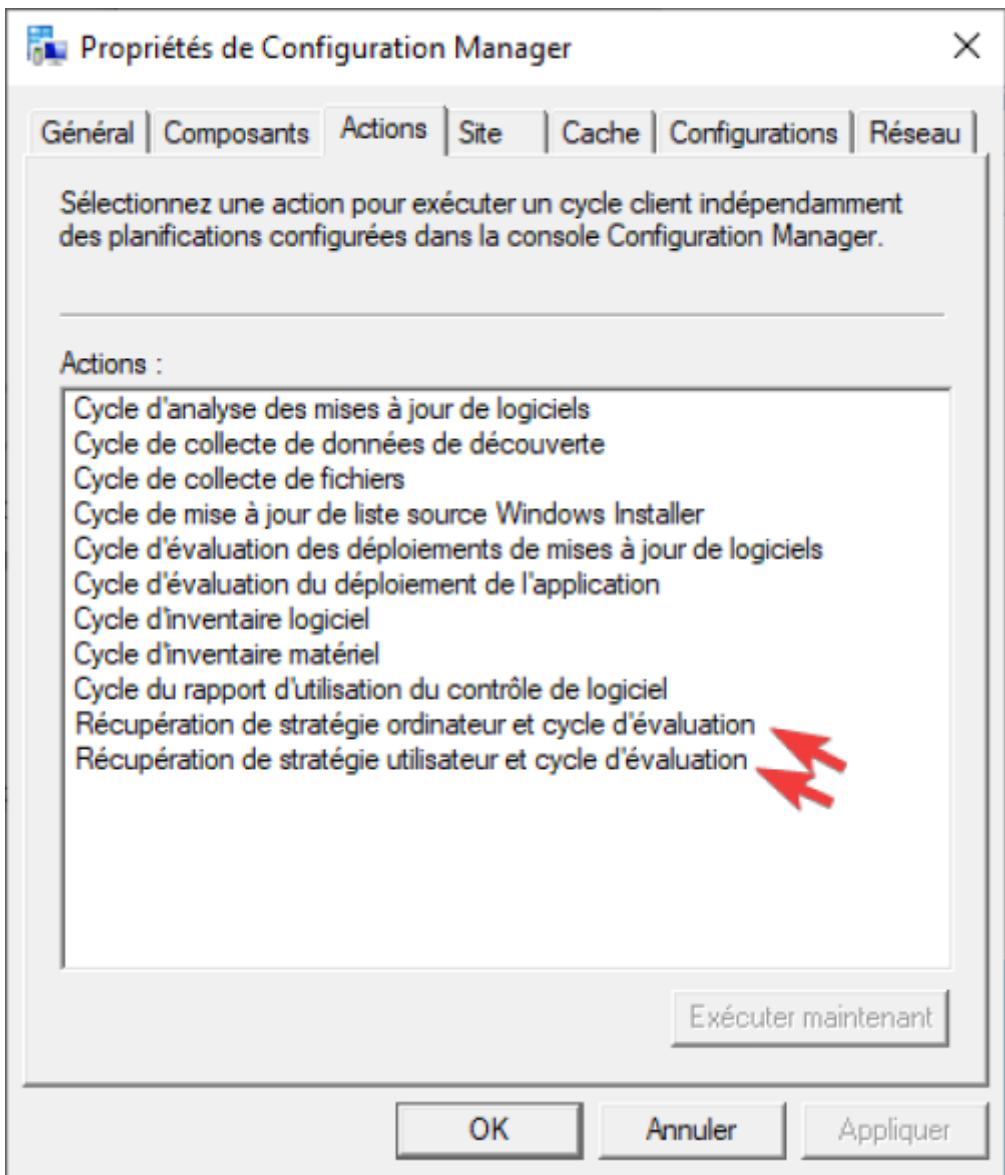 Propriétés de Configuration Manager
Général Composants Actions Site Cache Configurations Réseau
Sélectionnez une action pour exécuter un cycle client indépendamment
des planifications configurées dans la console Configuration Manager.
Actions :
Cycle d'analyse des mises à jour de logiciels
Cycle de collecte de données de découverte
Cycle de collecte de fichiers
Cycle de mise à jour de liste source Windows Installer
Cycle d'évaluation des déploiements de mises à jour de logiciels
Cycle d'évaluation du déploiement de l'application
Cycle d'inventaire logiciel
Cycle d'inventaire matériel
Cycle du rapport d'utilisation du contrôle de logiciel
Récupération de stratégie ordinateur et cycle d'évaluation
Récupération de stratégie utilisateur et cycle d'évaluation
Exécuter maintenant
OK Annuler Appliquer